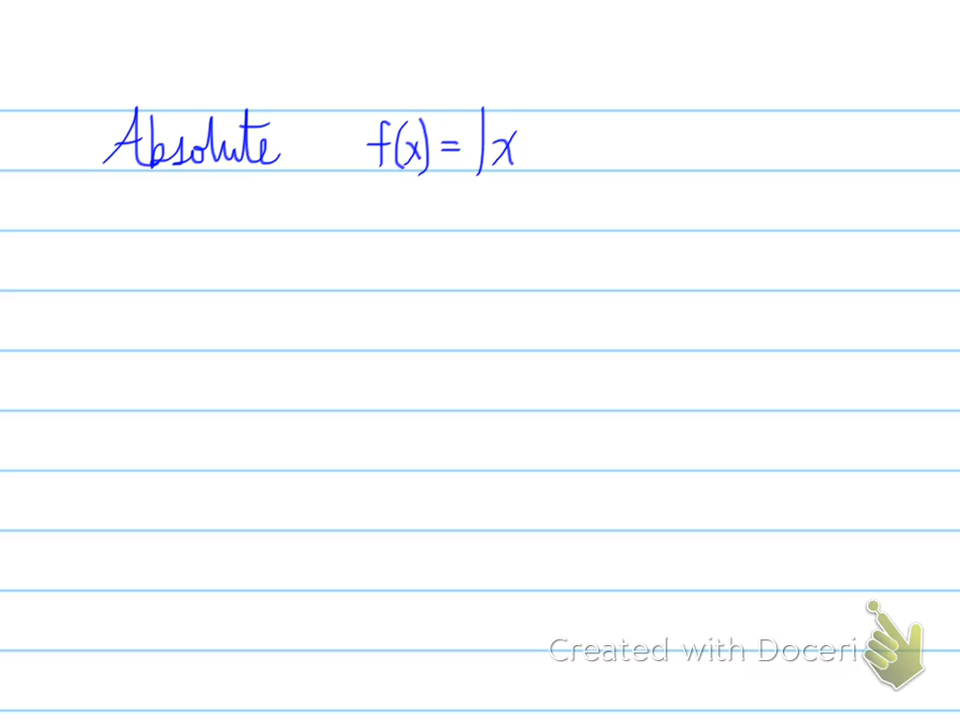 Absolute f(x) = |x
Created with Doceri